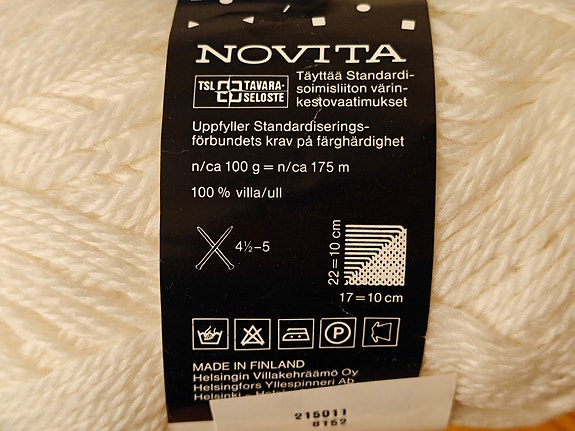 NOVITA
TSL TAVARA-
SELOSTE
Täyttää Standardi-
soimisliiton värin-
kestovaatimukset
Uppfyller Standardiserings-
förbundets krav på färghärdighet
n/ca 100 g = n/ca 175 m
100 % villa/ull
4½–5
22 = 10 cm
17 = 10 cm
P
MADE IN FINLAND
Helsingin Villakehräämö Oy
Helsingfors Yllespinneri Ab
Helsinki –
215011
8152